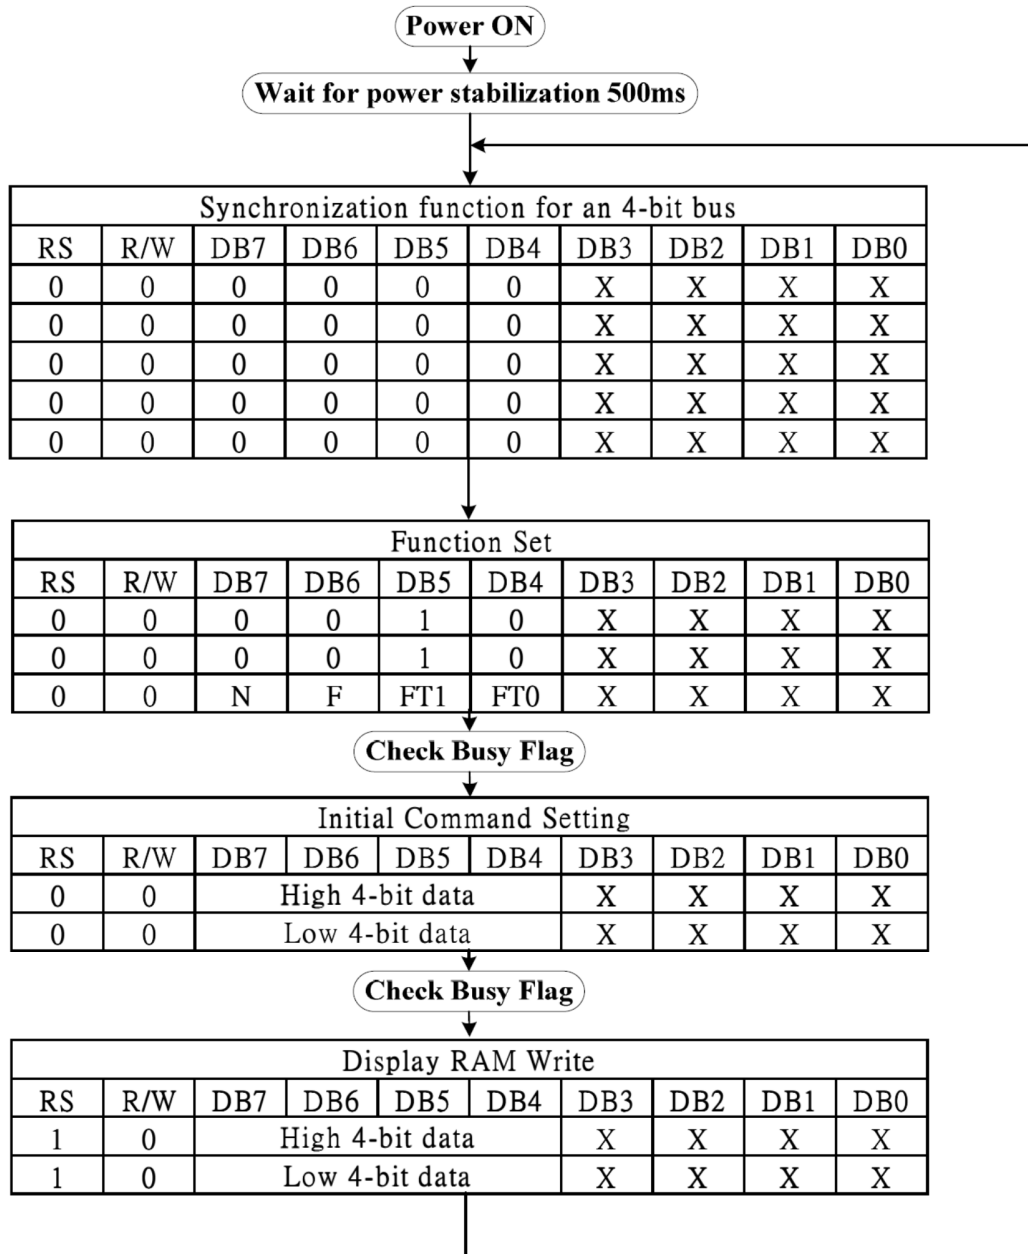 Power ON
Wait for power stabilization 500ms
Synchronization function for an 4-bit bus
RS R/W DB7 DB6 DB5 DB4 DB3 DB2 DB1 DB0
0 0 0 0 0 0 X X X X
0 0 0 0 0 0 X X X X
0 0 0 0 0 0 X X X X
0 0 0 0 0 0 X X X X
0 0 0 0 0 0 X X X X
Function Set
RS R/W DB7 DB6 DB5 DB4 DB3 DB2 DB1 DB0
0 0 0 0 1 0 X X X X
0 0 0 0 1 0 X X X X
0 0 N F FT1 FT0 X X X X
Check Busy Flag
Initial Command Setting
RS R/W DB7 DB6 DB5 DB4 DB3 DB2 DB1 DB0
0 0 High 4-bit data X X X X
0 0 Low 4-bit data X X X X
Check Busy Flag
Display RAM Write
RS R/W DB7 DB6 DB5 DB4 DB3 DB2 DB1 DB0
1 0 High 4-bit data X X X X
1 0 Low 4-bit data X X X X